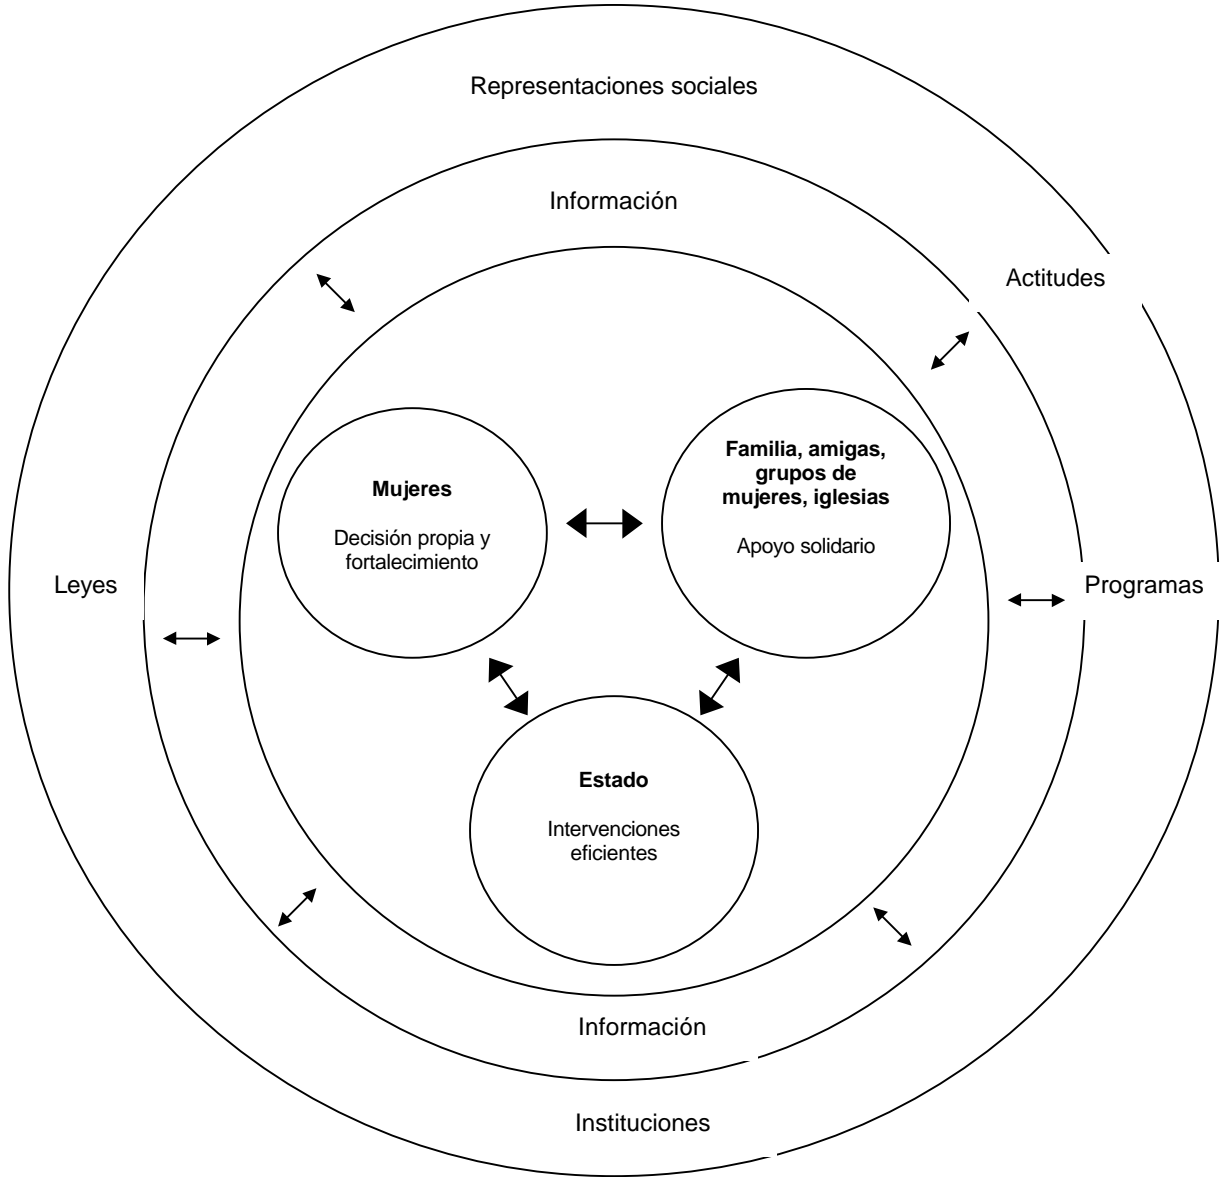 Representaciones sociales
Información
Actitudes
Familia, amigas,
grupos de
mujeres, iglesias
Apoyo solidario
Mujeres
Decisión propia y
fortalecimiento
Leyes
Programas
Estado
Intervenciones
eficientes
Información
Instituciones